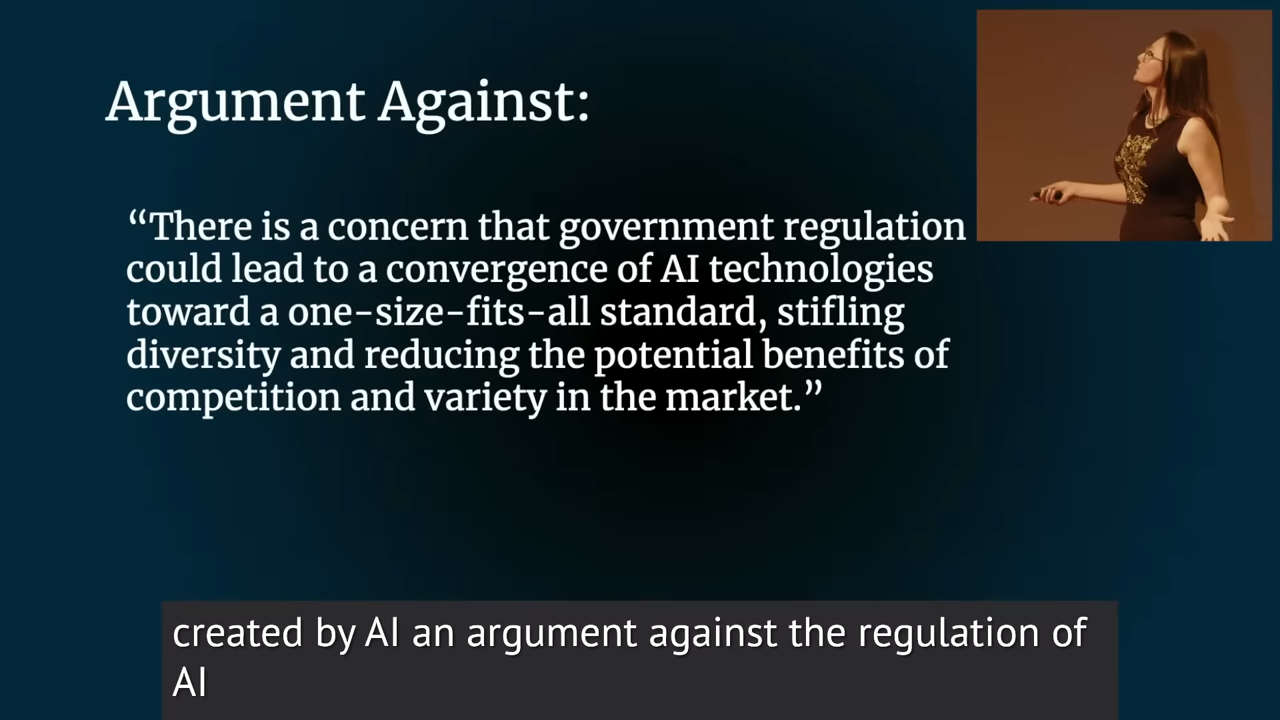 Argument Against:
“There is a concern that government regulation
could lead to a convergence of AI technologies
toward a one-size-fits-all standard, stifling
diversity and reducing the potential benefits of
competition and variety in the market.”
created by AI an argument against the regulation of
AI